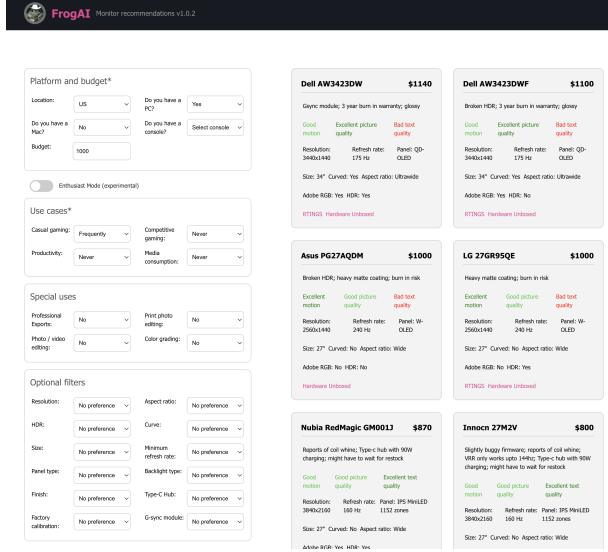 FrogAI Monitor recommendations v1.0.2
Platform and budget*
Location: US Do you have a PC? Yes
Do you have a Mac? No Do you have a console? Select console
Budget: 1000
Enthusiast Mode (experimental)
Use cases*
Casual gaming: Frequently Competitive gaming: Never
Productivity: Never Media consumption: Never
Special uses
Professional Esports: No Print photo editing: No
Photo / video editing: No Color grading: No
Optional filters
Resolution: No preference Aspect ratio: No preference
HDR: No preference Curve: No preference
Size: No preference Minimum refresh rate: No preference
Panel type: No preference Backlight type: No preference
Finish: No preference Type-C Hub: No preference
Factory calibration: No preference G-sync module: No preference
Dell AW3423DW $1140
Gsync module; 3 year burn in warranty; glossy
Good motion Excellent picture quality Bad text quality
Resolution: 3440x1440 Refresh rate: 175 Hz Panel: QD-OLED
Size: 34" Curved: Yes Aspect ratio: Ultrawide
Adobe RGB: Yes HDR: Yes
RTINGS Hardware Unboxed
Dell AW3423DWF $1100
Broken HDR; 3 year burn in warranty; glossy
Good motion Excellent picture quality Bad text quality
Resolution: 3440x1440 Refresh rate: 175 Hz Panel: QD-OLED
Size: 34" Curved: Yes Aspect ratio: Ultrawide
Adobe RGB: Yes HDR: No
RTINGS Hardware Unboxed
Asus PG27AQDM $1000
Broken HDR; heavy matte coating; burn in risk
Excellent motion Good picture quality Bad text quality
Resolution: 2560x1440 Refresh rate: 240 Hz Panel: W-OLED
Size: 27" Curved: No Aspect ratio: Wide
Adobe RGB: No HDR: No
Hardware Unboxed
LG 27GR95QE $1000
Heavy matte coating; burn in risk
Excellent motion Good picture quality Bad text quality
Resolution: 2560x1440 Refresh rate: 240 Hz Panel: W-OLED
Size: 27" Curved: No Aspect ratio: Wide
Adobe RGB: No HDR: Yes
RTINGS Hardware Unboxed
Nubia RedMagic GM001J $870
Reports of coil whine; Type-c hub with 90W
charging; might have to wait for restock
Good motion Good picture quality Excellent text quality
Resolution: 3840x2160 Refresh rate: 160 Hz Panel: IPS MiniLED 1152 zones
Size: 27" Curved: No Aspect ratio: Wide
Adobe RGB: Yes HDR: Yes
Innocn 27M2V $800
Slightly buggy firmware; reports of coil whine;
VRR only works upto 144hz; Type-c hub with 90W
charging; might have to wait for restock
Good motion Good picture quality Excellent text quality
Resolution: 3840x2160 Refresh rate: 160 Hz Panel: IPS MiniLED 1152 zones
Size: 27" Curved: No Aspect ratio: Wide